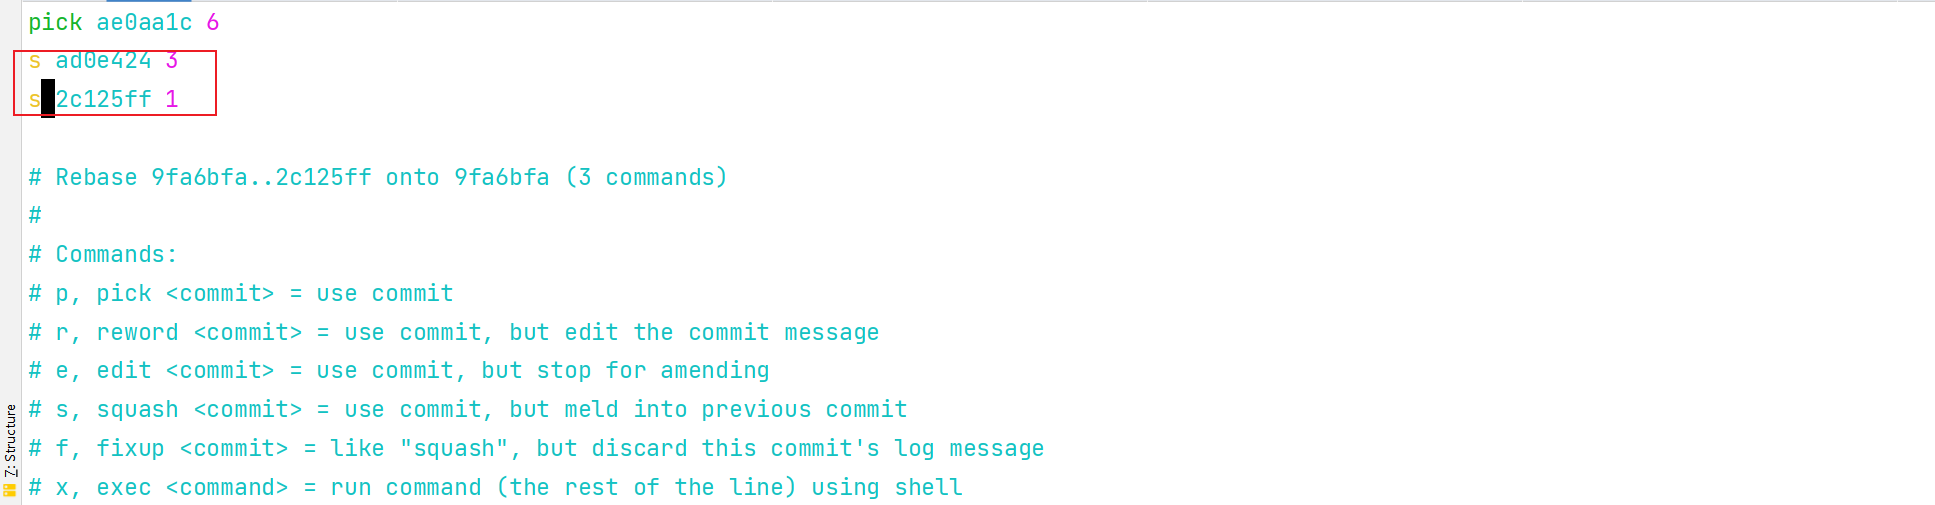 pick ae0aa1c 6
s ad0e424 3
s 2c125ff 1
# Rebase 9fa6bfa..2c125ff onto 9fa6bfa (3 commands)
#
# Commands:
# p, pick <commit> = use commit
# r, reword <commit> = use commit, but edit the commit message
# e, edit <commit> = use commit, but stop for amending
# s, squash <commit> = use commit, but meld into previous commit
# f, fixup <commit> = like "squash", but discard this commit's log message
# x, exec <command> = run command (the rest of the line) using shell
7: Structure